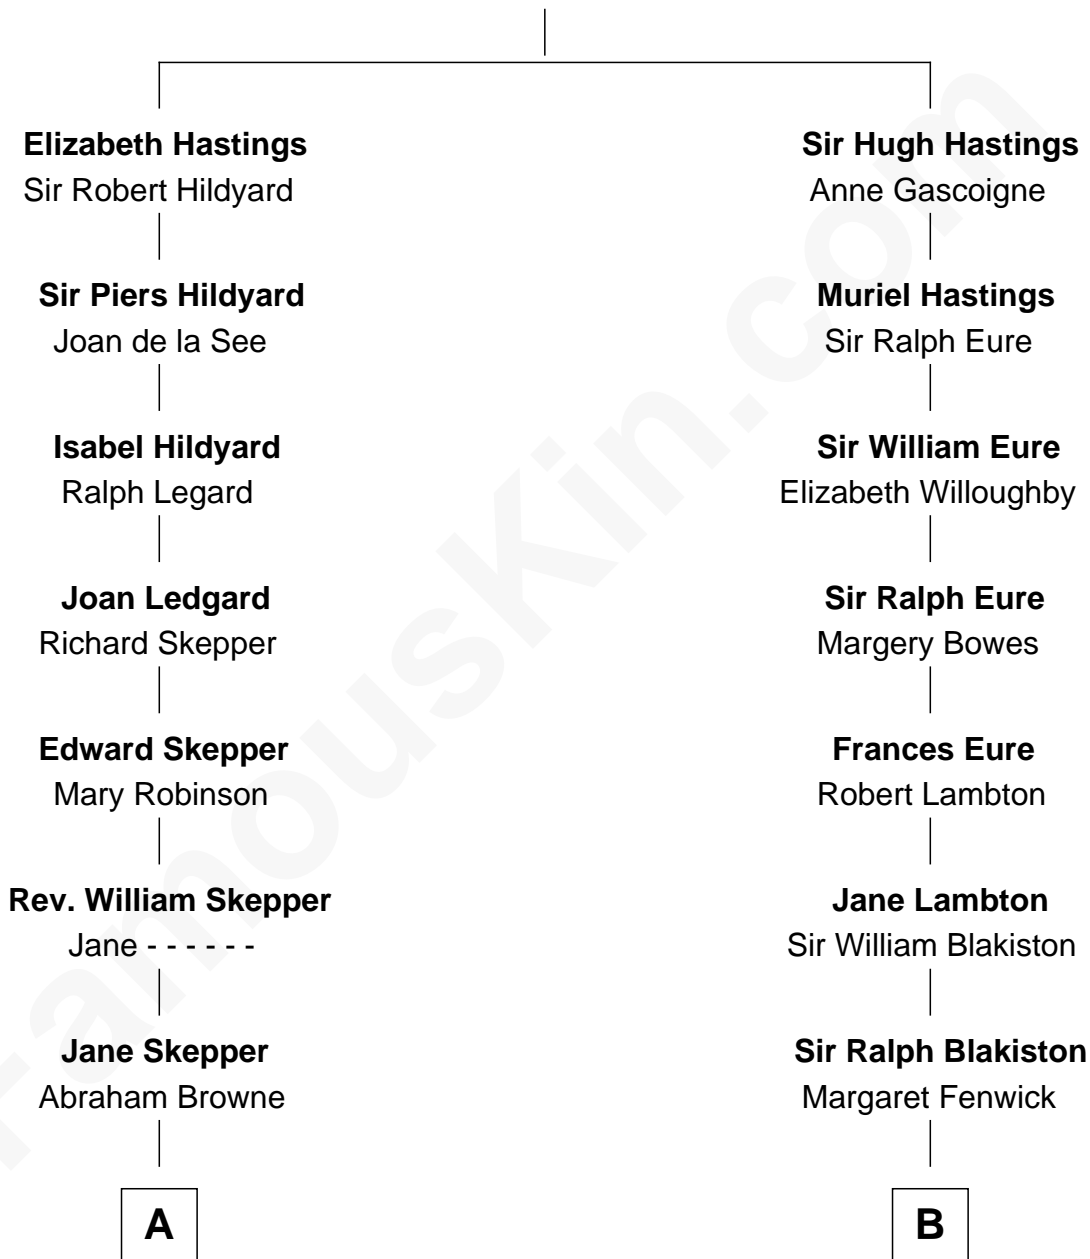 Elizabeth Hastings
Sir Robert Hildyard
Sir Piers Hildyard
Joan de la See
Isabel Hildyard
Ralph Legard
Joan Ledgard
Richard Skepper
Edward Skepper
Mary Robinson
Rev. William Skepper
Jane - - - - - -
Jane Skepper
Abraham Browne
A
Sir Hugh Hastings
Anne Gascoigne
Muriel Hastings
Sir Ralph Eure
Sir William Eure
Elizabeth Willoughby
Sir Ralph Eure
Margery Bowes
Frances Eure
Robert Lambton
Jane Lambton
Sir William Blakiston
Sir Ralph Blakiston
Margaret Fenwick
B
FamousKin.com